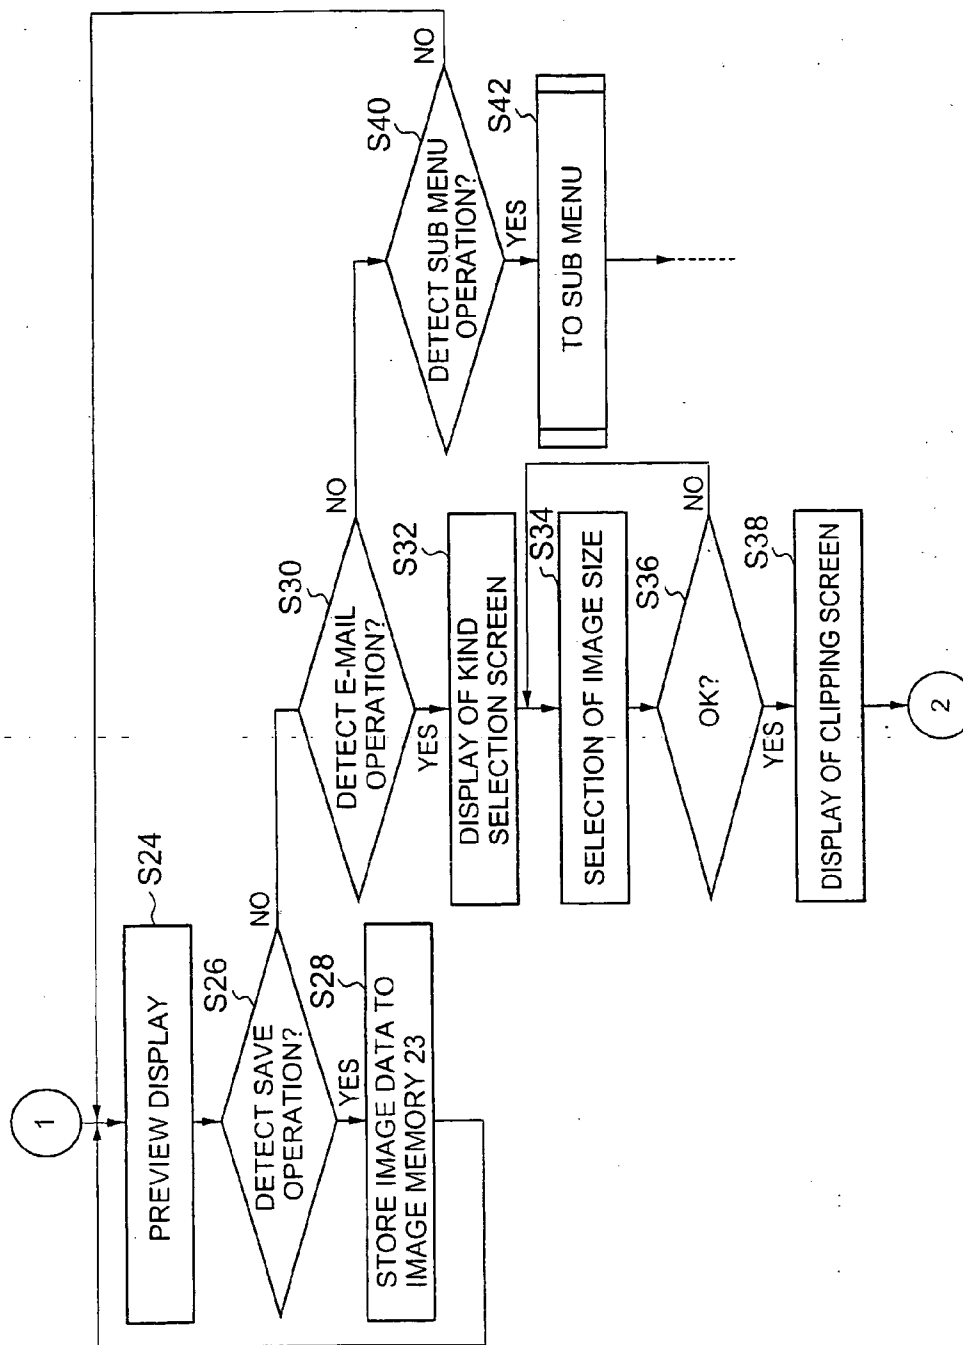 1
PREVIEW DISPLAY
S24
DETECT SAVE
OPERATION?
S26
NO
YES
STORE IMAGE DATA TO
IMAGE MEMORY 23
S28
DETECT E-MAIL
OPERATION?
S30
NO
YES
DISPLAY OF KIND
SELECTION SCREEN
S32
SELECTION OF IMAGE SIZE
S34
OK?
S36
NO
YES
DISPLAY OF CLIPPING SCREEN
S38
2
DETECT SUB MENU
OPERATION?
S40
NO
YES
TO SUB MENU
S42